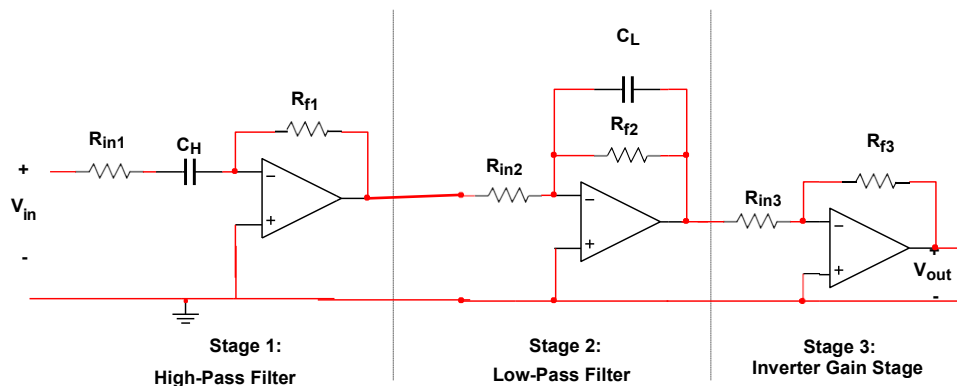 C_L
R_f1
R_f2
R_in1
C_H
R_in2
R_in3
R_f3
+
V_in
-
−
+
−
+
−
+
+
V_out
-
Stage 1:
High-Pass Filter
Stage 2:
Low-Pass Filter
Stage 3:
Inverter Gain Stage